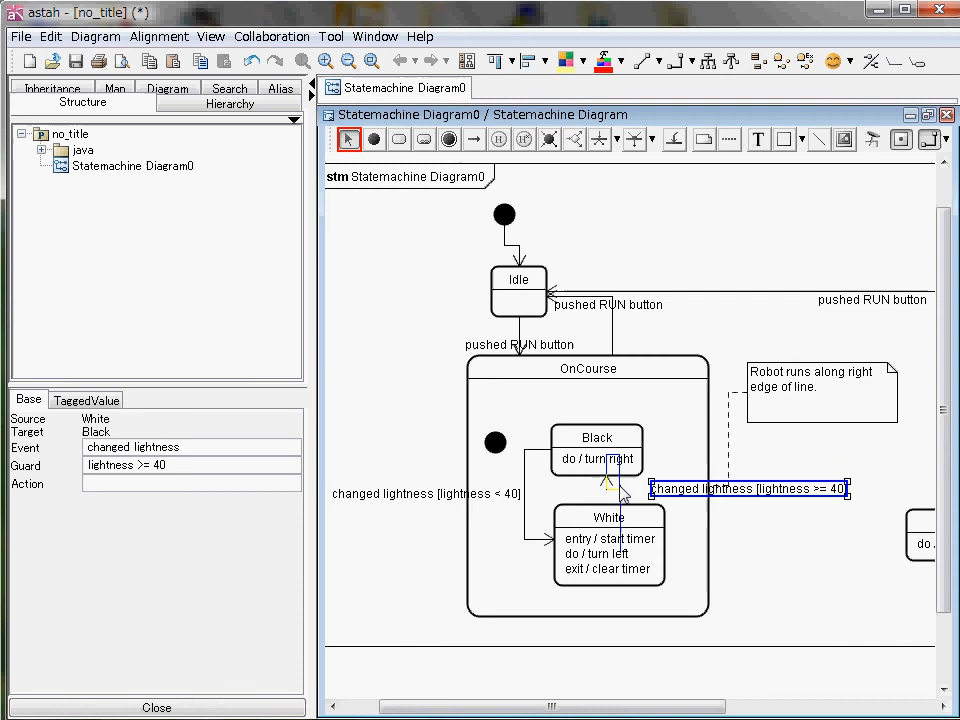 astah - [no_title] (*)
File Edit Diagram Alignment View Collaboration Tool Window Help
Inheritance Map Diagram Search Alias
Structure Hierarchy
no_title
java
Statemachine Diagram0
Base TaggedValue
Source White
Target Black
Event changed lightness
Guard lightness >= 40
Action
Close
Statemachine Diagram0
Statemachine Diagram0 / Statemachine Diagram
H H* T
stm Statemachine Diagram0
Idle
pushed RUN button
pushed RUN button
pushed RUN button
OnCourse
Robot runs along right
edge of line.
Black
do / turn right
changed lightness [lightness < 40]
changed lightness [lightness >= 40]
White
entry / start timer
do / turn left
exit / clear timer
do /